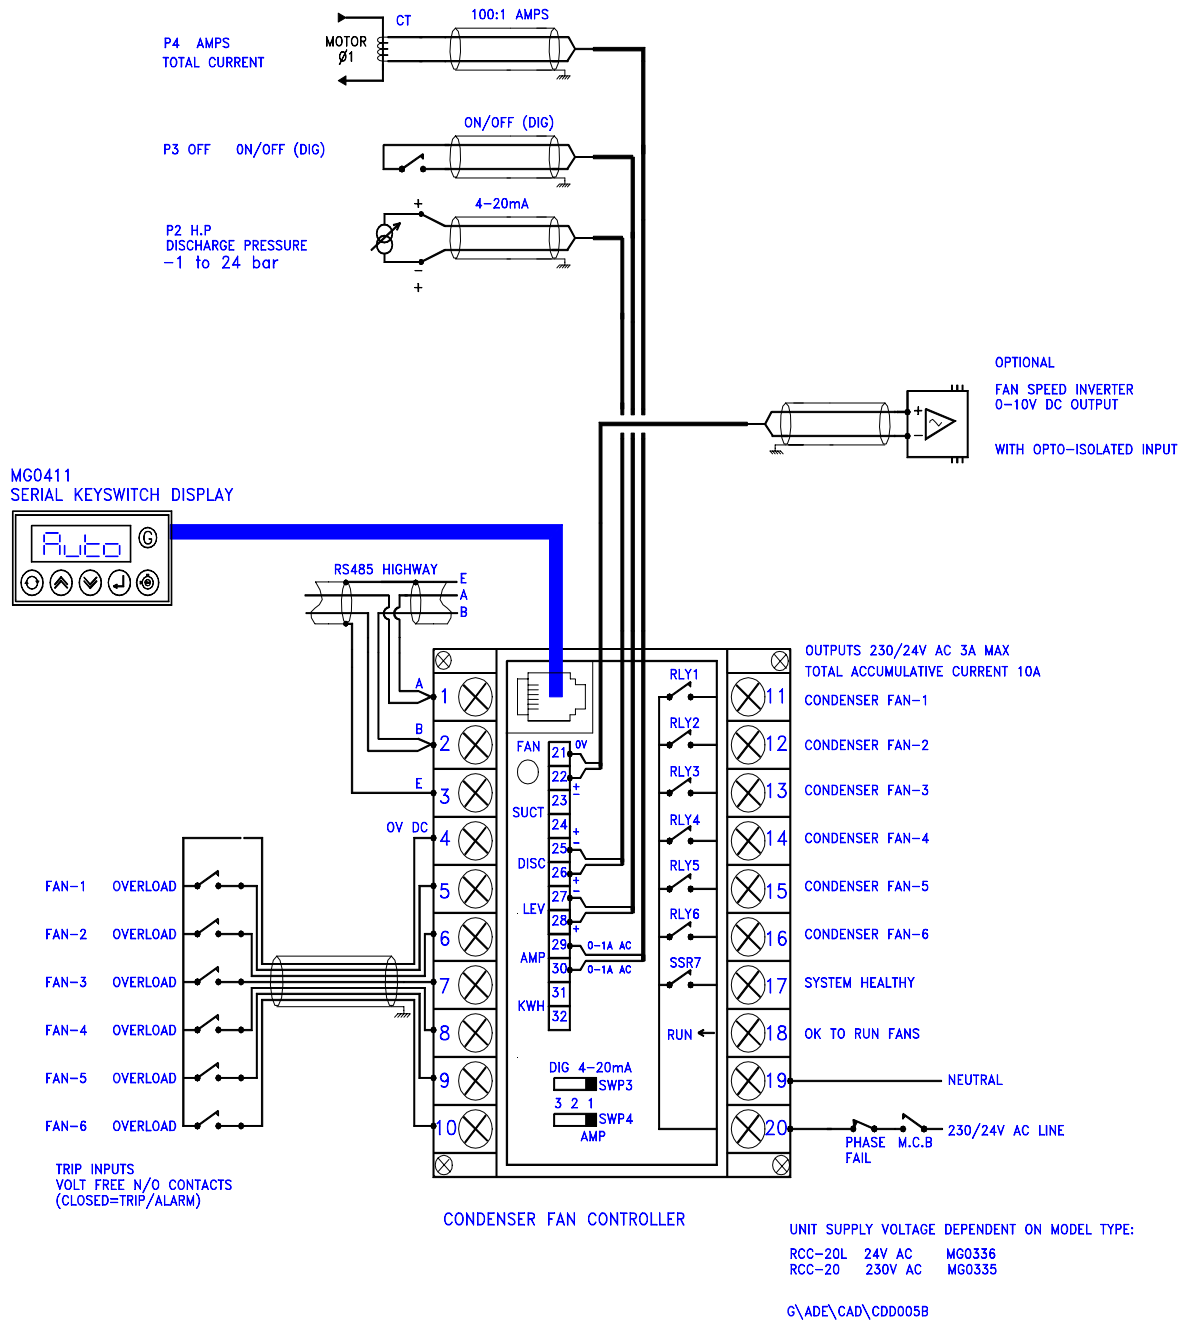 CT
100:1 AMPS
P4 AMPS
TOTAL CURRENT
MOTOR
Ø1
ON/OFF (DIG)
P3 OFF ON/OFF (DIG)
4-20mA
+
P2 H.P
DISCHARGE PRESSURE
-1 to 24 bar
-
+
OPTIONAL
FAN SPEED INVERTER
0-10V DC OUTPUT
+
-
WITH OPTO-ISOLATED INPUT
MG0411
SERIAL KEYSWITCH DISPLAY
Auto
G
RS485 HIGHWAY
E
A
B
OUTPUTS 230/24V AC 3A MAX
TOTAL ACCUMULATIVE CURRENT 10A
A 1
B 2
E 3
0V DC 4
5
6
7
8
9
10
FAN
SUCT
DISC
LEV
AMP
KWH
21 0V
22
+
-
23
24
+
-
25
26
+
-
27
28
+
29 0-1A AC
30 0-1A AC
31
32
RLY1
RLY2
RLY3
RLY4
RLY5
RLY6
SSR7
RUN
11 CONDENSER FAN-1
12 CONDENSER FAN-2
13 CONDENSER FAN-3
14 CONDENSER FAN-4
15 CONDENSER FAN-5
16 CONDENSER FAN-6
17 SYSTEM HEALTHY
18 OK TO RUN FANS
19 NEUTRAL
20 230/24V AC LINE
PHASE M.C.B
FAIL
FAN-1 OVERLOAD
FAN-2 OVERLOAD
FAN-3 OVERLOAD
FAN-4 OVERLOAD
FAN-5 OVERLOAD
FAN-6 OVERLOAD
DIG 4-20mA
SWP3
3 2 1
SWP4
AMP
TRIP INPUTS
VOLT FREE N/O CONTACTS
(CLOSED=TRIP/ALARM)
CONDENSER FAN CONTROLLER
UNIT SUPPLY VOLTAGE DEPENDENT ON MODEL TYPE:
RCC-20L 24V AC MG0336
RCC-20 230V AC MG0335
G\ADE\CAD\CDD005B